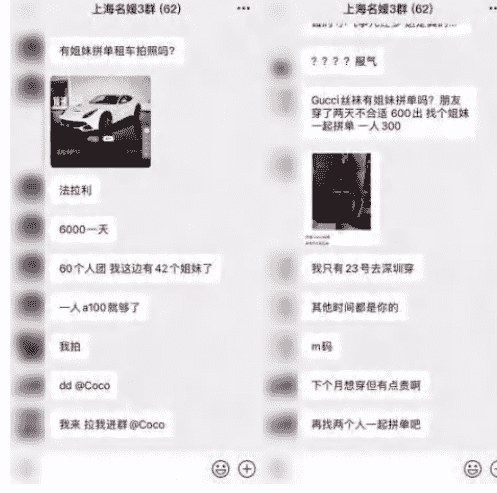 上海名媛3群 (62)
有姐妹拼单租车拍照吗?
法拉利
6000一天
60个人团 我这边有42个姐妹了
一人a100就够了
我拍
dd @Coco
我来 拉我进群@Coco
上海名媛3群 (62)
????服气
Gucci丝袜有姐妹拼单吗?朋友
穿了两天不合适 600出 找个姐妹
一起拼单 一人300
我只有23号去深圳穿
其他时间都是你的
m码
下个月想穿但有点贵啊
再找两个人一起拼单吧